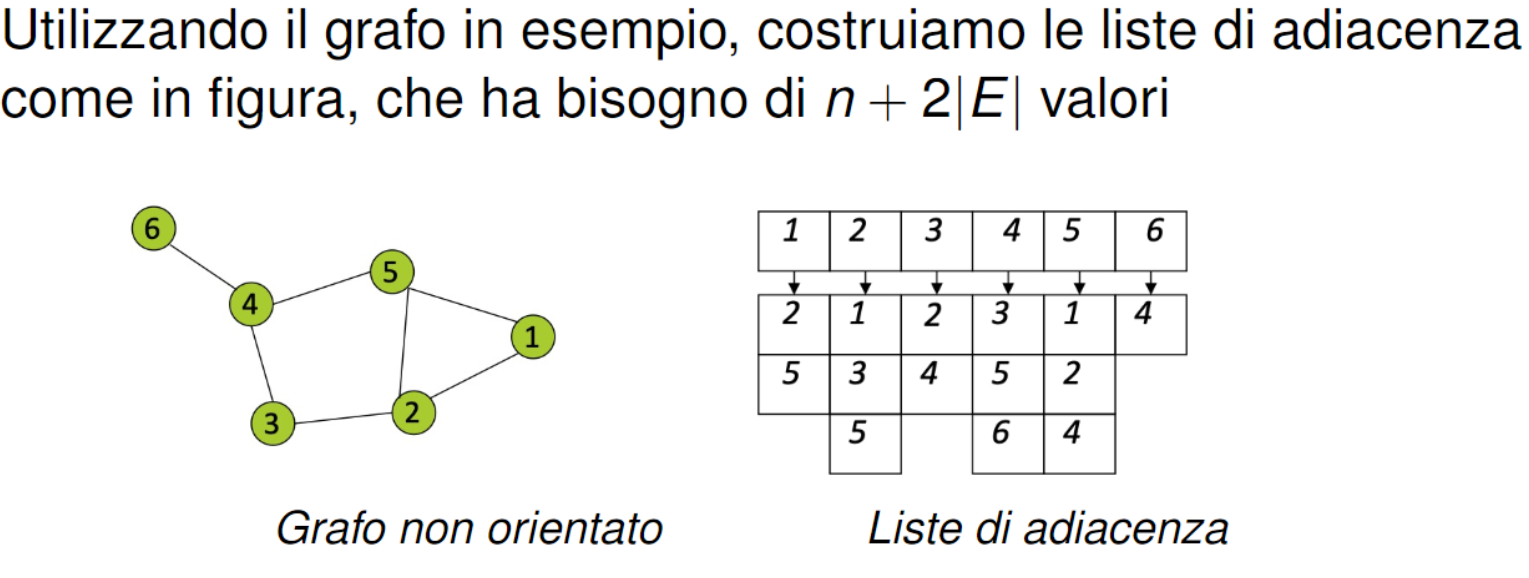 Utilizzando il grafo in esempio, costruiamo le liste di adiacenza
come in figura, che ha bisogno di n + 2|E| valori
6
5
4
1
3
2
1 2 3 4 5 6
2 1 2 3 1 4
5 3 4 5 2
5 6 4
Grafo non orientato
Liste di adiacenza